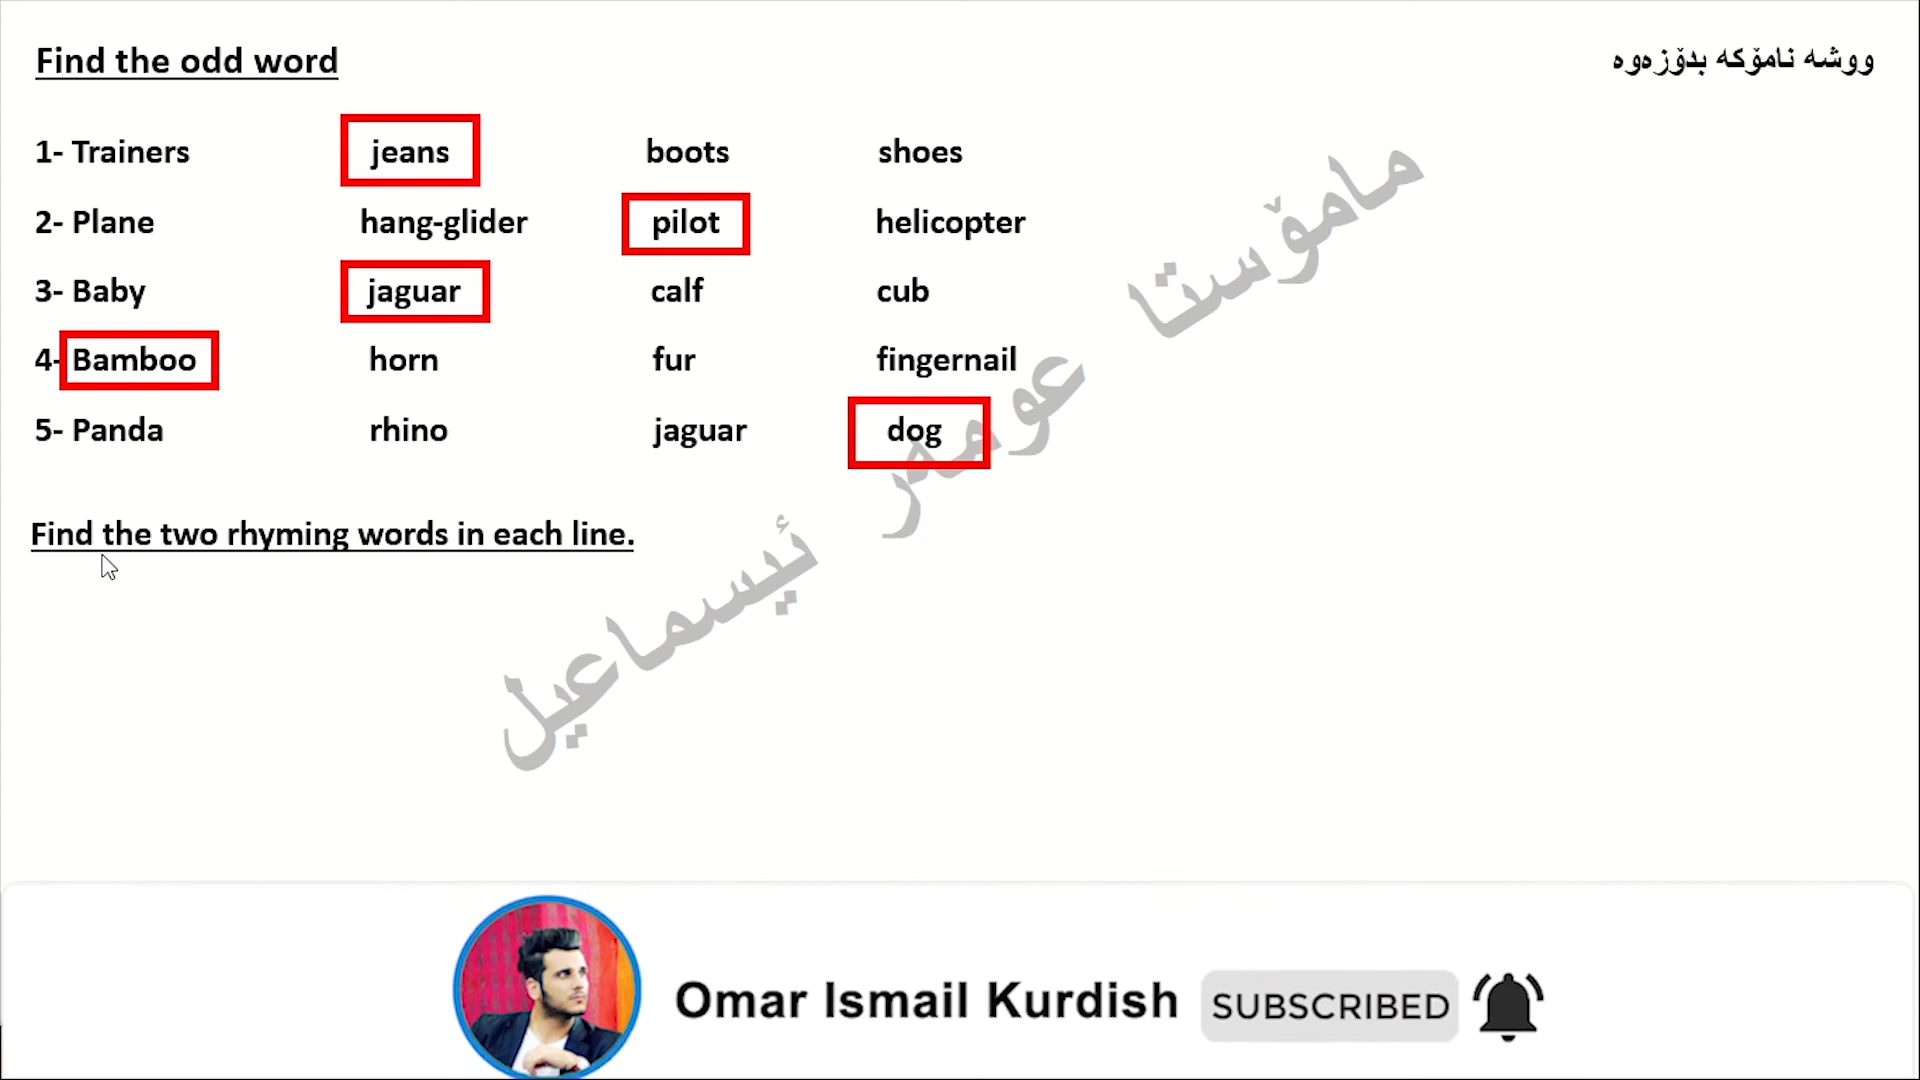 Find the odd word
ووشە نامۆکە بدۆزەوە
1- Trainers jeans boots shoes
2- Plane hang-glider pilot helicopter
3- Baby jaguar calf cub
4- Bamboo horn fur fingernail
5- Panda rhino jaguar dog
Find the two rhyming words in each line.
مامۆستا عومەر ئیسماعیل
Omar Ismail Kurdish SUBSCRIBED